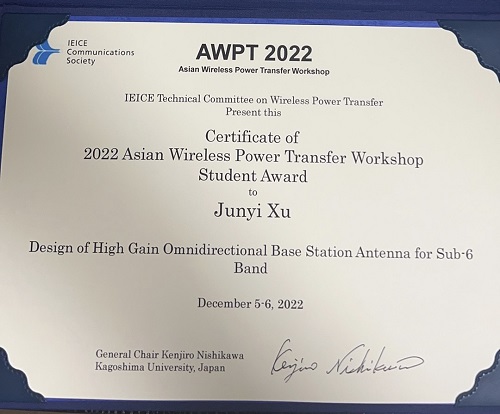 IEICE
Communications
Society
AWPT 2022
Asian Wireless Power Transfer Workshop
IEICE Technical Committee on Wireless Power Transfer
Present this
Certificate of
2022 Asian Wireless Power Transfer Workshop
Student Award
to
Junyi Xu
Design of High Gain Omnidirectional Base Station Antenna for Sub-6
Band
December 5-6, 2022
General Chair Kenjiro Nishikawa
Kagoshima University, Japan
Kenjiro Nishikawa